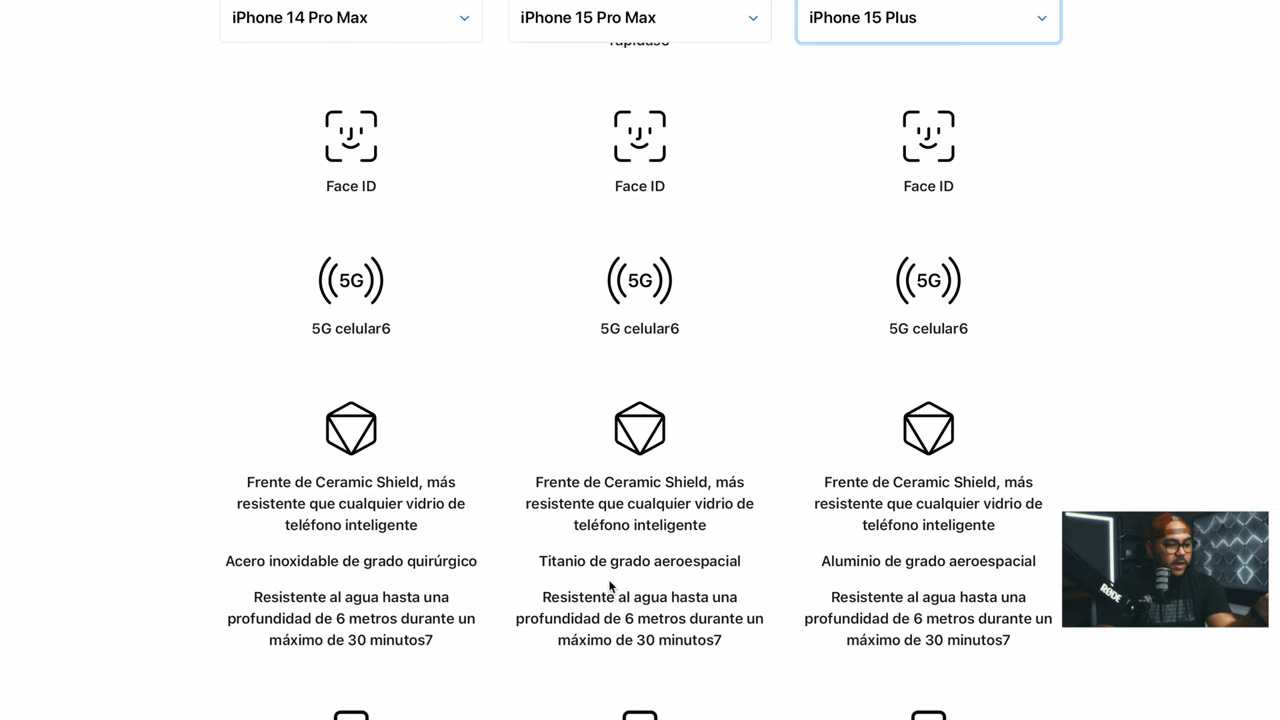 iPhone 14 Pro Max
iPhone 15 Pro Max
iPhone 15 Plus
Face ID
Face ID
Face ID
5G
5G
5G
5G celular6
5G celular6
5G celular6
Frente de Ceramic Shield, más
resistente que cualquier vidrio de
teléfono inteligente
Acero inoxidable de grado quirúrgico
Resistente al agua hasta una
profundidad de 6 metros durante un
máximo de 30 minutos7
Frente de Ceramic Shield, más
resistente que cualquier vidrio de
teléfono inteligente
Titanio de grado aeroespacial
Resistente al agua hasta una
profundidad de 6 metros durante un
máximo de 30 minutos7
Frente de Ceramic Shield, más
resistente que cualquier vidrio de
teléfono inteligente
Aluminio de grado aeroespacial
Resistente al agua hasta una
profundidad de 6 metros durante un
máximo de 30 minutos7
RØDE